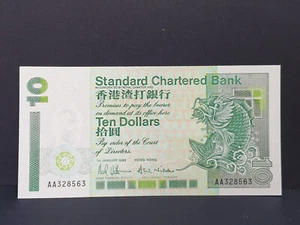 10
Standard Chartered Bank
香港渣打銀行
Promises to pay the bearer
on demand at its office here
Ten Dollars
拾圓
By order of the Court
of Directors.
HONG KONG
AA328563
AA328563
10